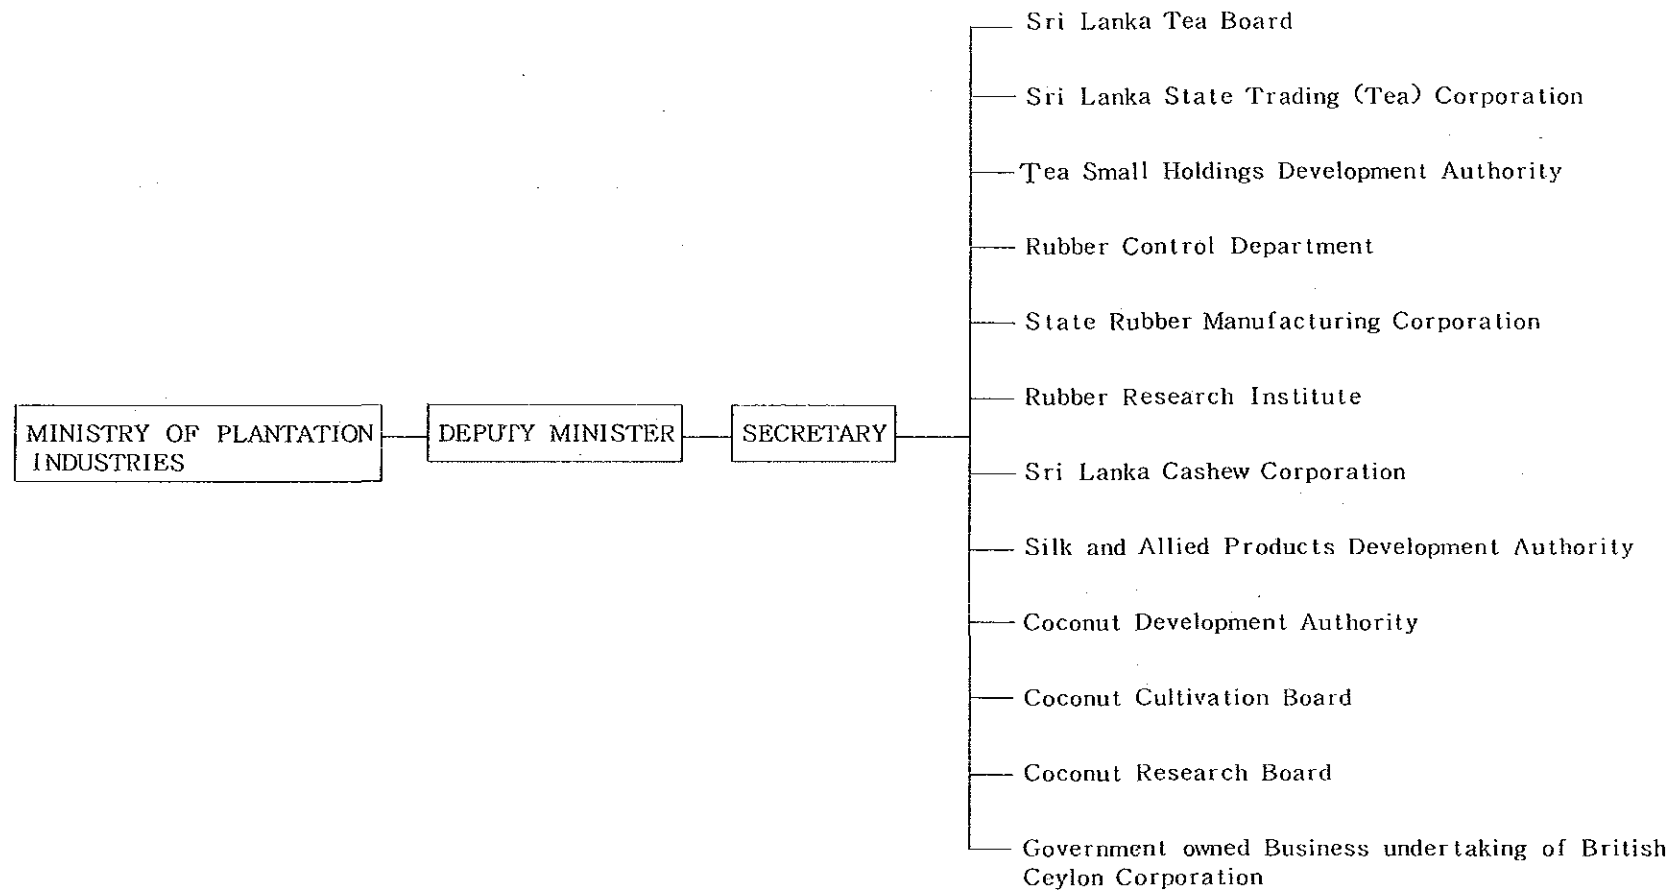 Sri Lanka Tea Board
Sri Lanka State Trading (Tea) Corporation
Tea Small Holdings Development Authority
Rubber Control Department
State Rubber Manufacturing Corporation
Rubber Research Institute
MINISTRY OF PLANTATION
INDUSTRIES
DEPUTY MINISTER
SECRETARY
Sri Lanka Cashew Corporation
Silk and Allied Products Development Authority
Coconut Development Authority
Coconut Cultivation Board
Coconut Research Board
Government owned Business undertaking of British
Ceylon Corporation